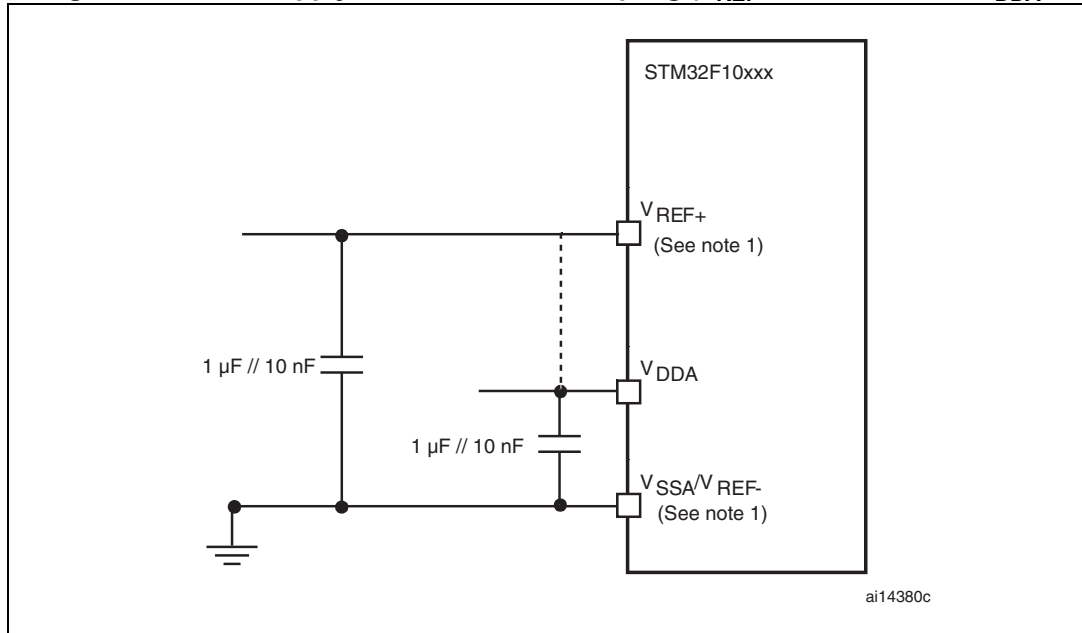 STM32F10xxx
VREF+
(See note 1)
1 µF // 10 nF
VDDA
1 µF // 10 nF
VSSA/VREF-
(See note 1)
ai14380c